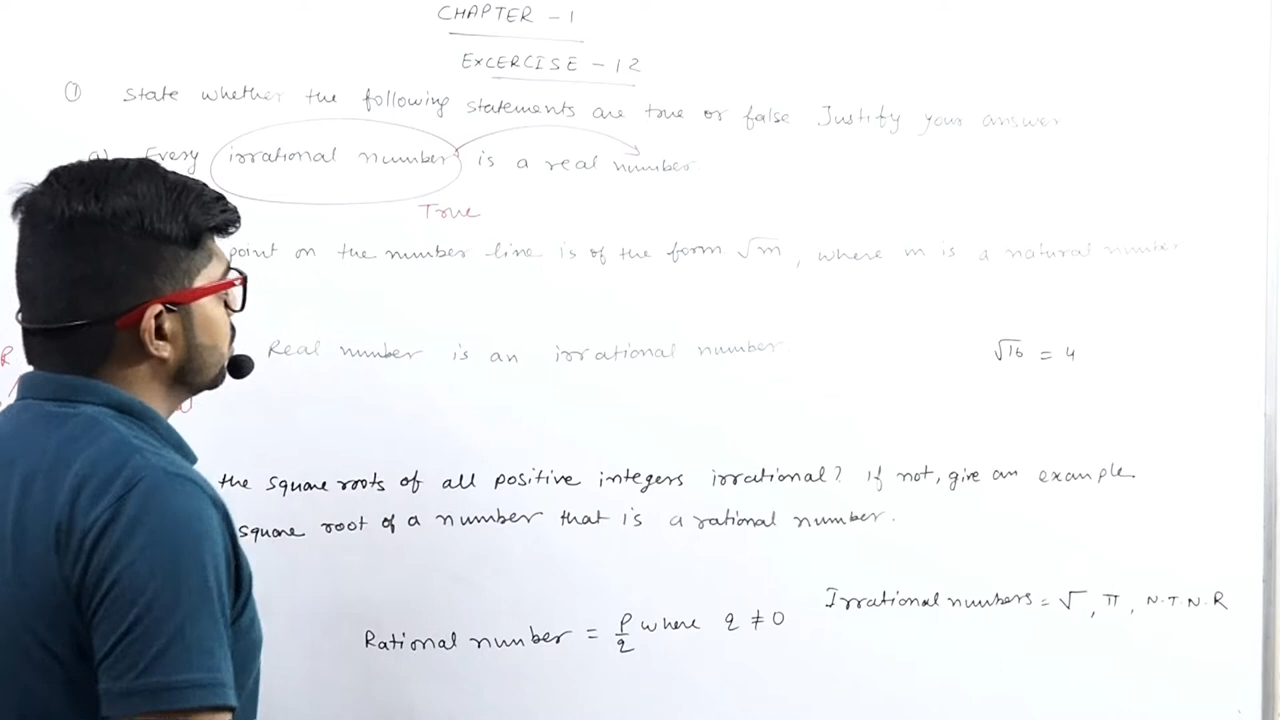 CHAPTER - 1
EXCERCISE - 12
① State whether the following statements are true or false Justify your answer
a) Every irrational number is a real number.
True
point on the number line is of the form √m, where m is a natural number
Real number is an irrational number.
√16 = 4
R
the square roots of all positive integers irrational? If not, give an example
square root of a number that is a rational number.
Irrational numbers = √, π, N.T.N.R
Rational number = p/q where q ≠ 0